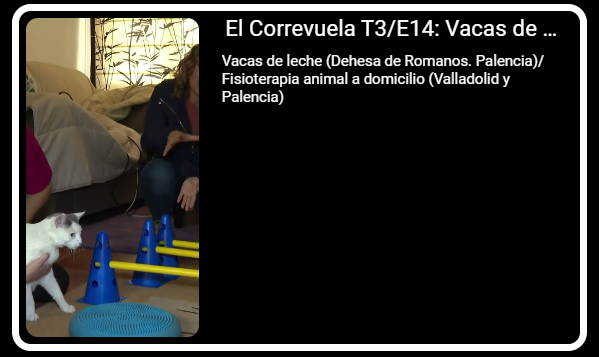 El Correvuela T3/E14: Vacas de ...
Vacas de leche (Dehesa de Romanos. Palencia)/
Fisioterapia animal a domicilio (Valladolid y
Palencia)